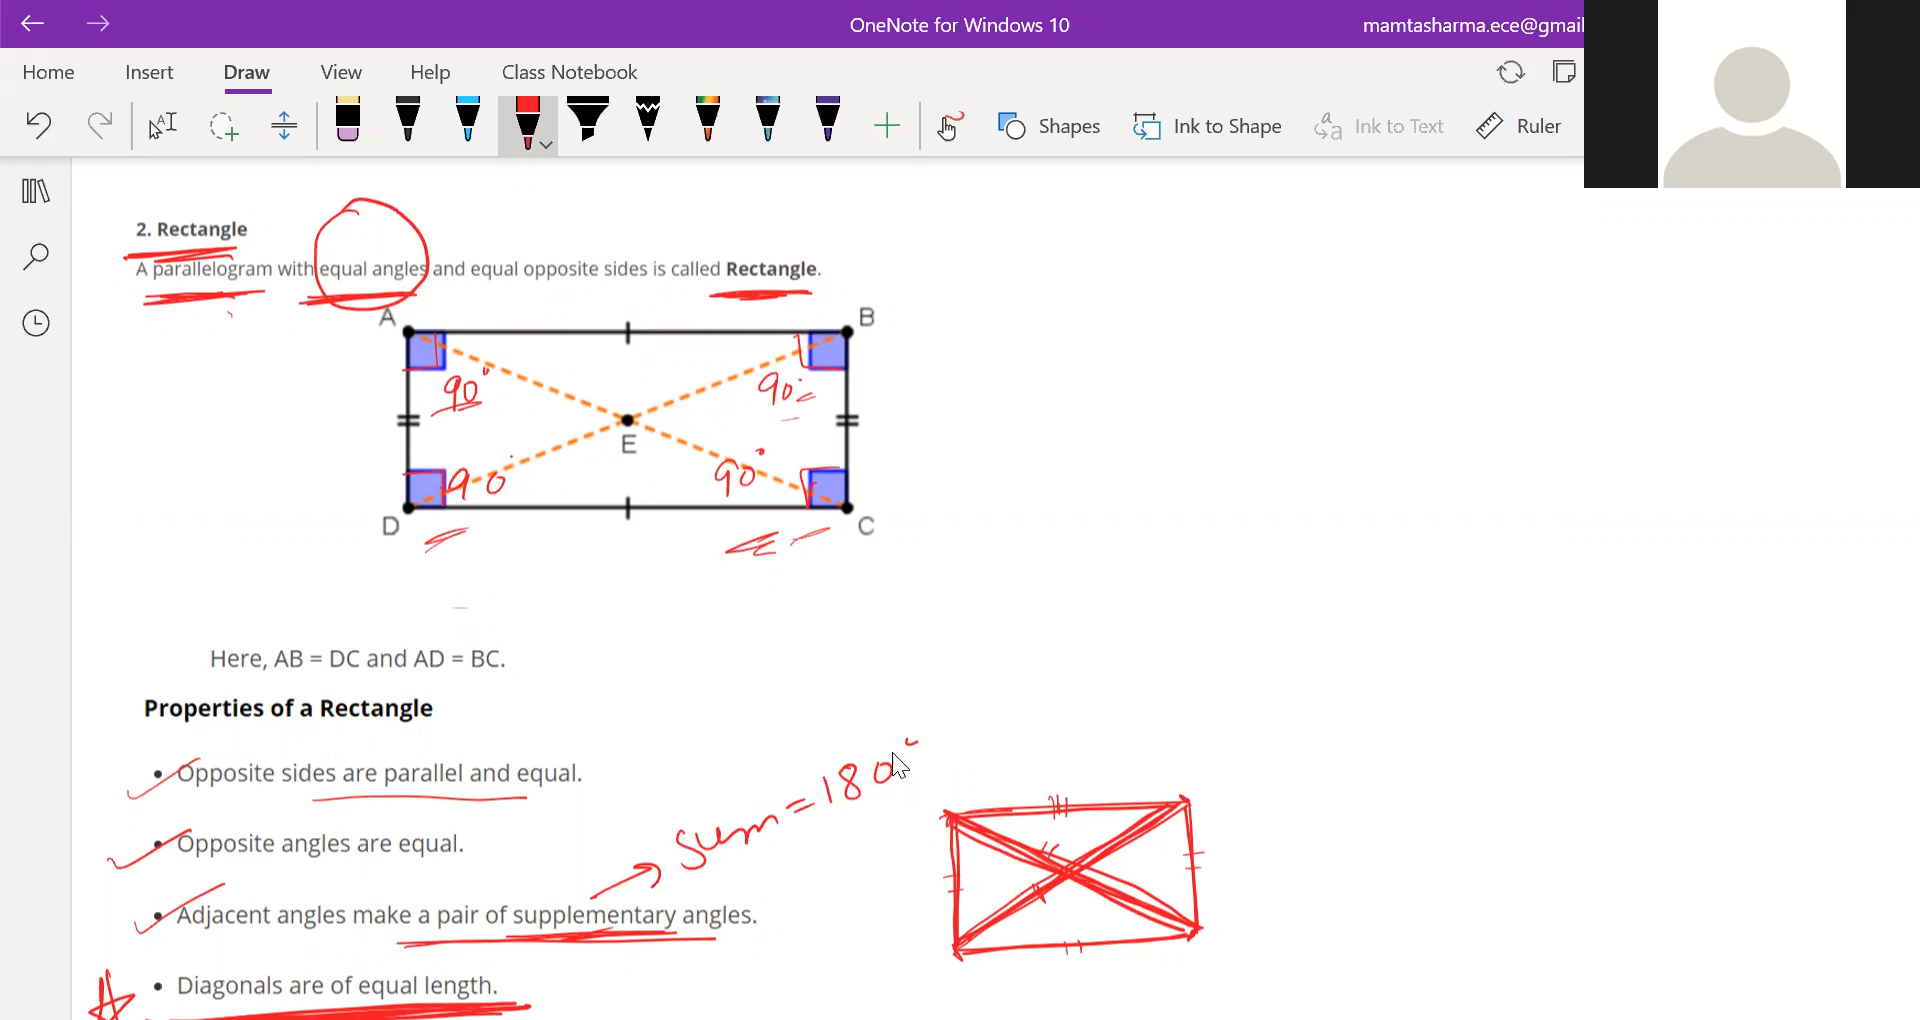 OneNote for Windows 10
mamtasharma.ece@gmail
Home Insert Draw View Help Class Notebook
Shapes Ink to Shape Ink to Text Ruler
2. Rectangle
A parallelogram with equal angles and equal opposite sides is called Rectangle.
A B
90° 90°
E
90 90°
D C
Here, AB = DC and AD = BC.
Properties of a Rectangle
• Opposite sides are parallel and equal.
sum = 180°
• Opposite angles are equal.
• Adjacent angles make a pair of supplementary angles.
• Diagonals are of equal length.